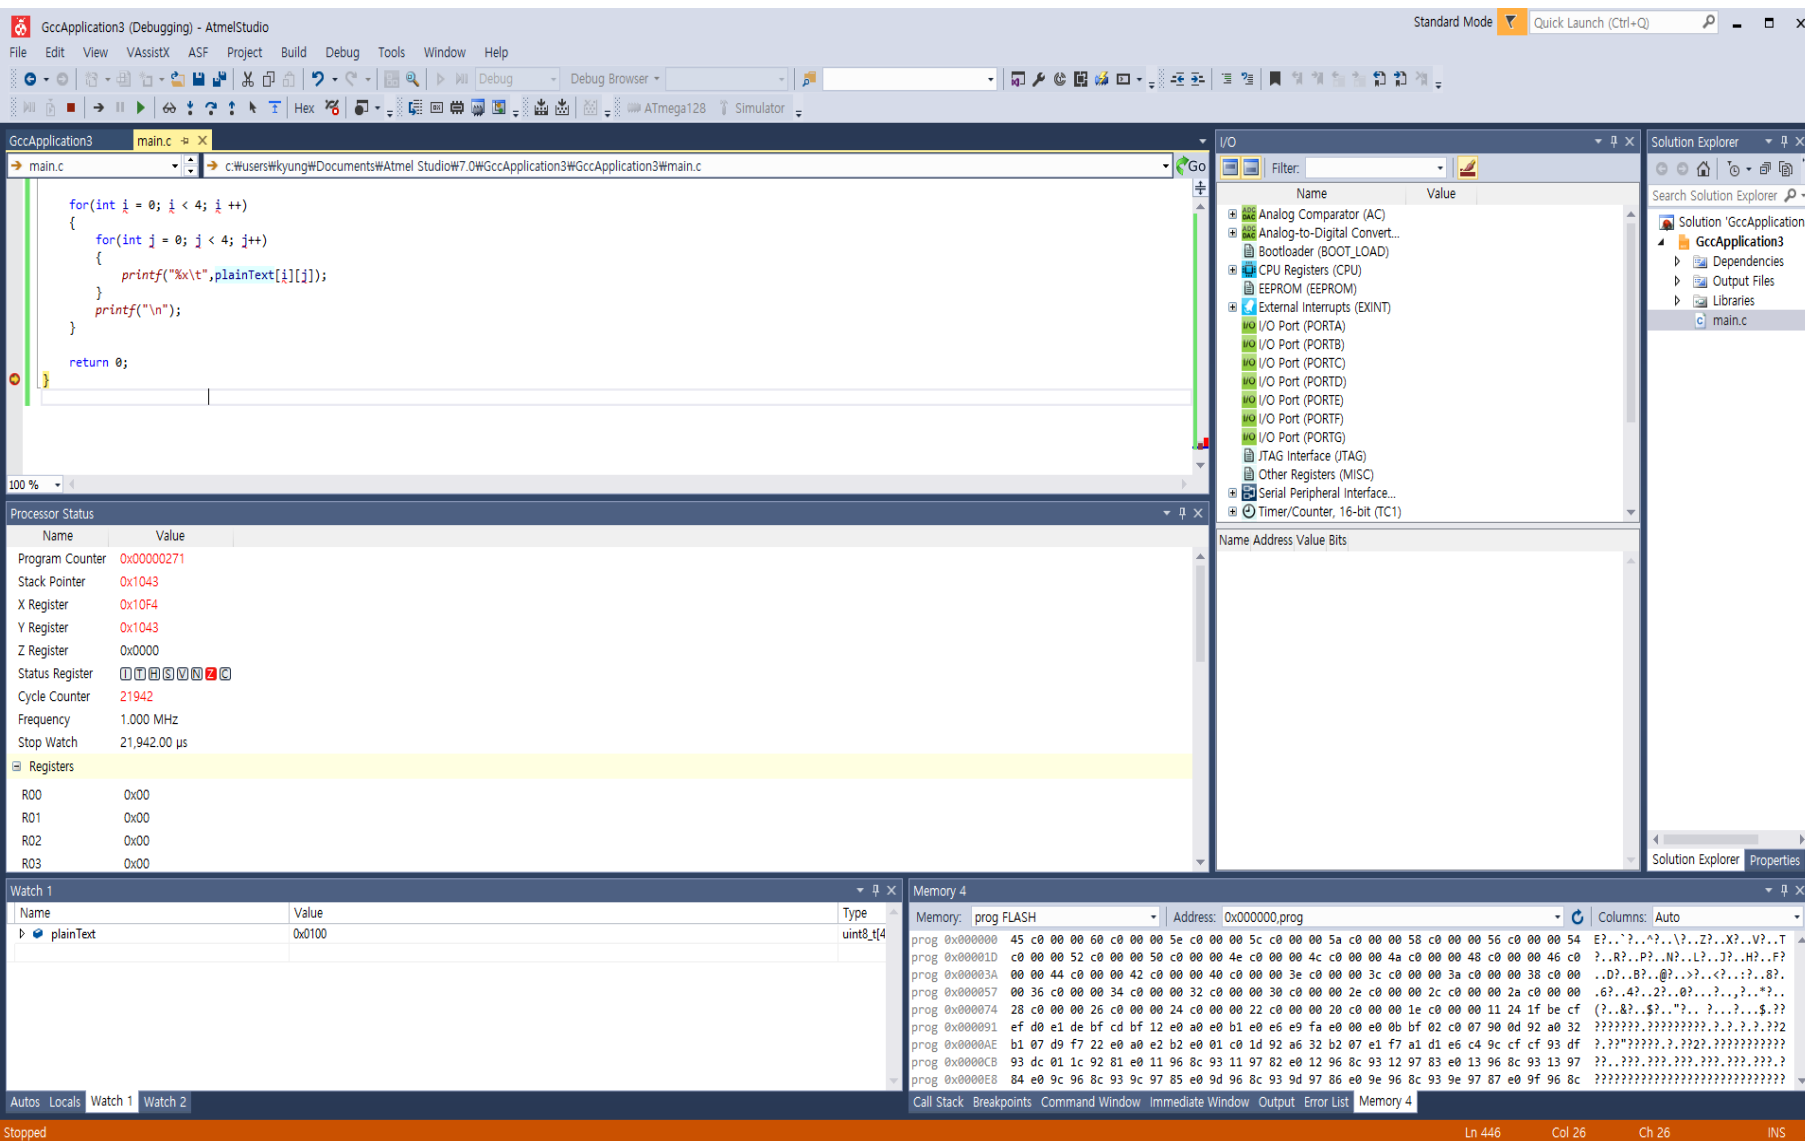 GccApplication3 (Debugging) - AtmelStudio
Standard Mode
Quick Launch (Ctrl+Q)
File Edit View VAssistX ASF Project Build Debug Tools Window Help
Debug
Debug Browser
Hex
ATmega128
Simulator
GccApplication3
main.c
main.c
c:₩users₩kyung₩Documents₩Atmel Studio₩7.0₩GccApplication3₩GccApplication3₩main.c
Go
for(int i = 0; i < 4; i ++)
{
for(int j = 0; j < 4; j++)
{
printf("%x\t",plainText[i][j]);
}
printf("\n");
}
return 0;
}
100 %
Processor Status
Name Value
Program Counter 0x00000271
Stack Pointer 0x1043
X Register 0x10F4
Y Register 0x1043
Z Register 0x0000
Status Register I T H S V N Z C
Cycle Counter 21942
Frequency 1.000 MHz
Stop Watch 21,942.00 µs
Registers
R00 0x00
R01 0x00
R02 0x00
R03 0x00
I/O
Filter:
Name Value
Analog Comparator (AC)
Analog-to-Digital Convert...
Bootloader (BOOT_LOAD)
CPU Registers (CPU)
EEPROM (EEPROM)
External Interrupts (EXINT)
I/O Port (PORTA)
I/O Port (PORTB)
I/O Port (PORTC)
I/O Port (PORTD)
I/O Port (PORTE)
I/O Port (PORTF)
I/O Port (PORTG)
JTAG Interface (JTAG)
Other Registers (MISC)
Serial Peripheral Interface...
Timer/Counter, 16-bit (TC1)
Name Address Value Bits
Solution Explorer
Search Solution Explorer
Solution 'GccApplication
GccApplication3
Dependencies
Output Files
Libraries
main.c
Solution Explorer Properties
Watch 1
Name Value Type
plainText 0x0100 uint8_t[4
Autos Locals Watch 1 Watch 2
Memory 4
Memory: prog FLASH Address: 0x000000,prog Columns: Auto
prog 0x000000 45 c0 00 00 60 c0 00 00 5e c0 00 00 5c c0 00 00 5a c0 00 00 58 c0 00 00 56 c0 00 00 54 E?..`?..^?..\?..Z?..X?..V?..T
prog 0x00001D c0 00 00 52 c0 00 00 50 c0 00 00 4e c0 00 00 4c c0 00 00 4a c0 00 00 48 c0 00 00 46 c0 ?..R?..P?..N?..L?..J?..H?..F?
prog 0x00003A 00 00 44 c0 00 00 42 c0 00 00 40 c0 00 00 3e c0 00 00 3c c0 00 00 3a c0 00 00 38 c0 00 ..D?..B?..@?..>?..<?..:?..8?.
prog 0x000057 00 36 c0 00 00 34 c0 00 00 32 c0 00 00 30 c0 00 00 2e c0 00 00 2c c0 00 00 2a c0 00 00 .6?..4?..2?..0?...?..,?..*?..
prog 0x000074 28 c0 00 00 26 c0 00 00 24 c0 00 00 22 c0 00 00 20 c0 00 00 1e c0 00 00 11 24 1f be cf (?..&?..$?.."?.. ?...?...$.??
prog 0x000091 ef d0 e1 de bf cd bf 12 e0 a0 e0 b1 e0 e6 e9 fa e0 00 e0 0b bf 02 c0 07 90 0d 92 a0 32 ???????.?????????.?.?.?.?.??2
prog 0x0000AE b1 07 d9 f7 22 e0 a0 e2 b2 e0 01 c0 1d 92 a6 32 b2 07 e1 f7 a1 d1 e6 c4 9c cf cf 93 df ?.??"?????.?.??2?.???????????
prog 0x0000CB 93 dc 01 1c 92 81 e0 11 96 8c 93 11 97 82 e0 12 96 8c 93 12 97 83 e0 13 96 8c 93 13 97 ??..???.???.???.???.???.???.?
prog 0x0000E8 84 e0 9c 96 8c 93 9c 97 85 e0 9d 96 8c 93 9d 97 86 e0 9e 96 8c 93 9e 97 87 e0 9f 96 8c ?????????????????????????????
Call Stack Breakpoints Command Window Immediate Window Output Error List Memory 4
Stopped
Ln 446 Col 26 Ch 26 INS